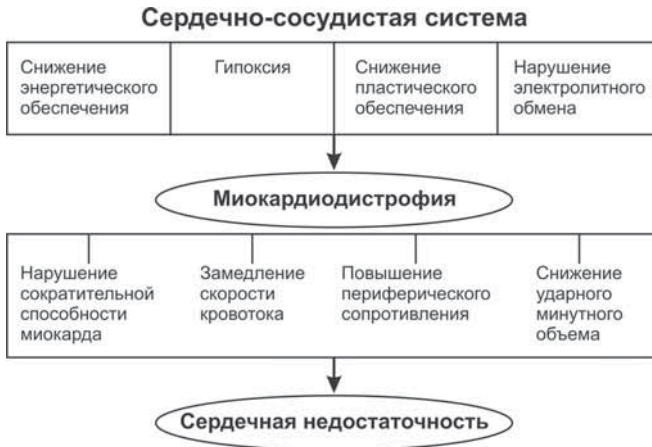 Сердечно-сосудистая система
Снижение
энергетического
обеспечения
Гипоксия
Снижение
пластического
обеспечения
Нарушение
электролитного
обмена
Миокардиодистрофия
Нарушение
сократительной
способности
миокарда
Замедление
скорости
кровотока
Повышение
периферического
сопротивления
Снижение
ударного
минутного
объема
Сердечная недостаточность